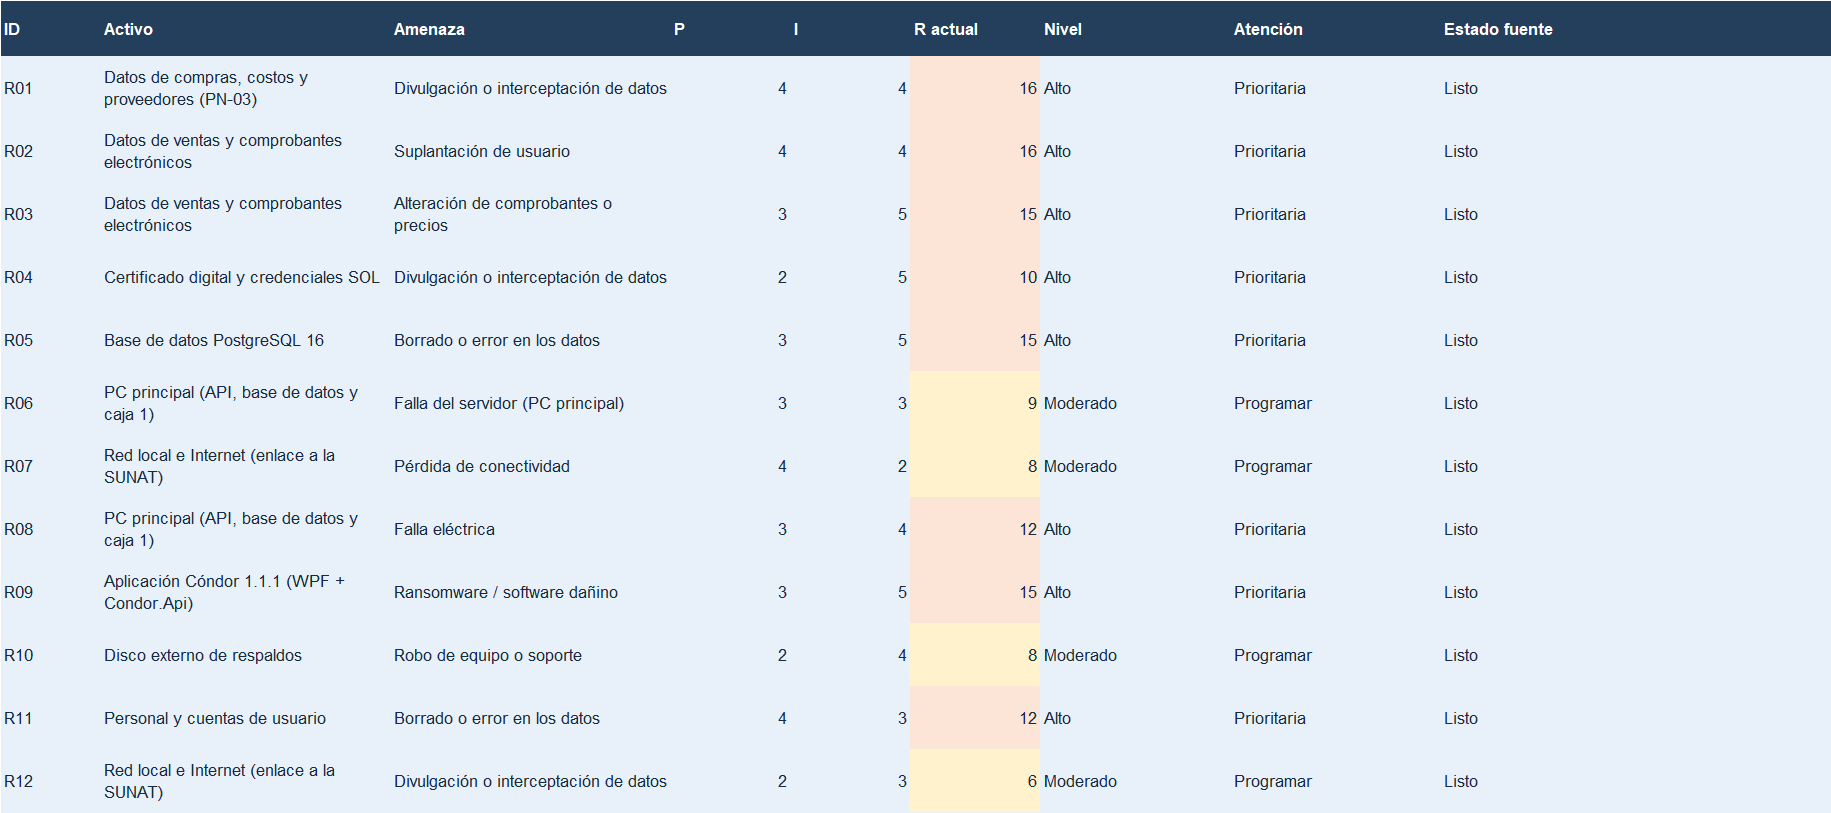 ID Activo Amenaza P I R actual Nivel Atención Estado fuente
R01 Datos de compras, costos y proveedores (PN-03) Divulgación o interceptación de datos 4 4 16 Alto Prioritaria Listo
R02 Datos de ventas y comprobantes electrónicos Suplantación de usuario 4 4 16 Alto Prioritaria Listo
R03 Datos de ventas y comprobantes electrónicos Alteración de comprobantes o precios 3 5 15 Alto Prioritaria Listo
R04 Certificado digital y credenciales SOL Divulgación o interceptación de datos 2 5 10 Alto Prioritaria Listo
R05 Base de datos PostgreSQL 16 Borrado o error en los datos 3 5 15 Alto Prioritaria Listo
R06 PC principal (API, base de datos y caja 1) Falla del servidor (PC principal) 3 3 9 Moderado Programar Listo
R07 Red local e Internet (enlace a la SUNAT) Pérdida de conectividad 4 2 8 Moderado Programar Listo
R08 PC principal (API, base de datos y caja 1) Falla eléctrica 3 4 12 Alto Prioritaria Listo
R09 Aplicación Cóndor 1.1.1 (WPF + Condor.Api) Ransomware / software dañino 3 5 15 Alto Prioritaria Listo
R10 Disco externo de respaldos Robo de equipo o soporte 2 4 8 Moderado Programar Listo
R11 Personal y cuentas de usuario Borrado o error en los datos 4 3 12 Alto Prioritaria Listo
R12 Red local e Internet (enlace a la SUNAT) Divulgación o interceptación de datos 2 3 6 Moderado Programar Listo